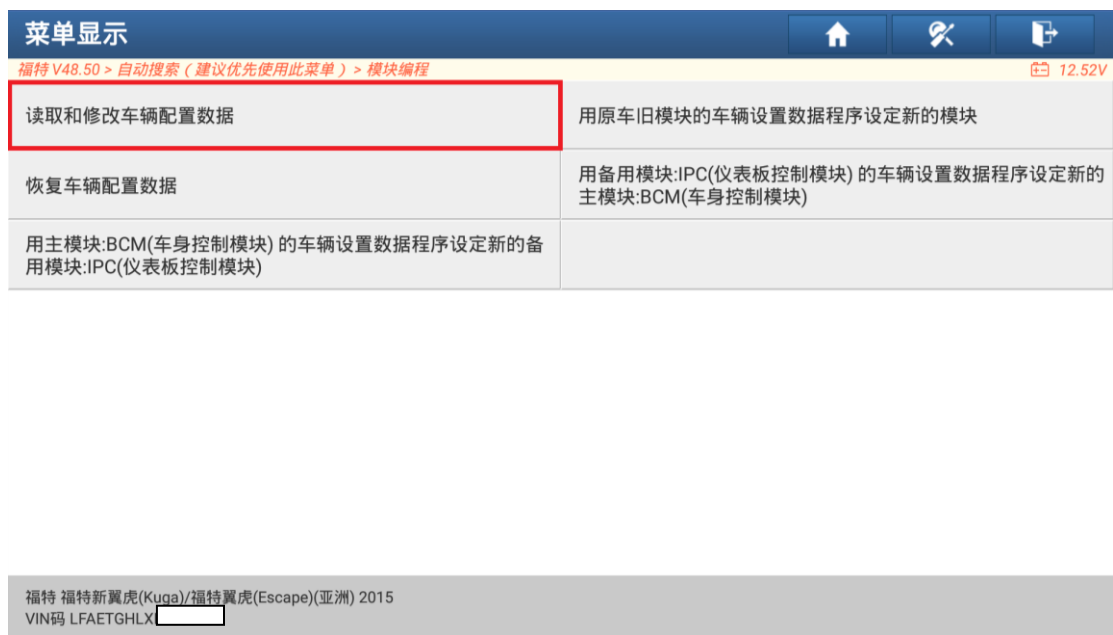 菜单显示
福特 V48.50 > 自动搜索（建议优先使用此菜单）> 模块编程
12.52V
读取和修改车辆配置数据
用原车旧模块的车辆设置数据程序设定新的模块
恢复车辆配置数据
用备用模块:IPC(仪表板控制模块) 的车辆设置数据程序设定新的
主模块:BCM(车身控制模块)
用主模块:BCM(车身控制模块) 的车辆设置数据程序设定新的备
用模块:IPC(仪表板控制模块)
福特 福特新翼虎(Kuga)/福特翼虎(Escape)(亚洲) 2015
VIN码 LFAETGHLX